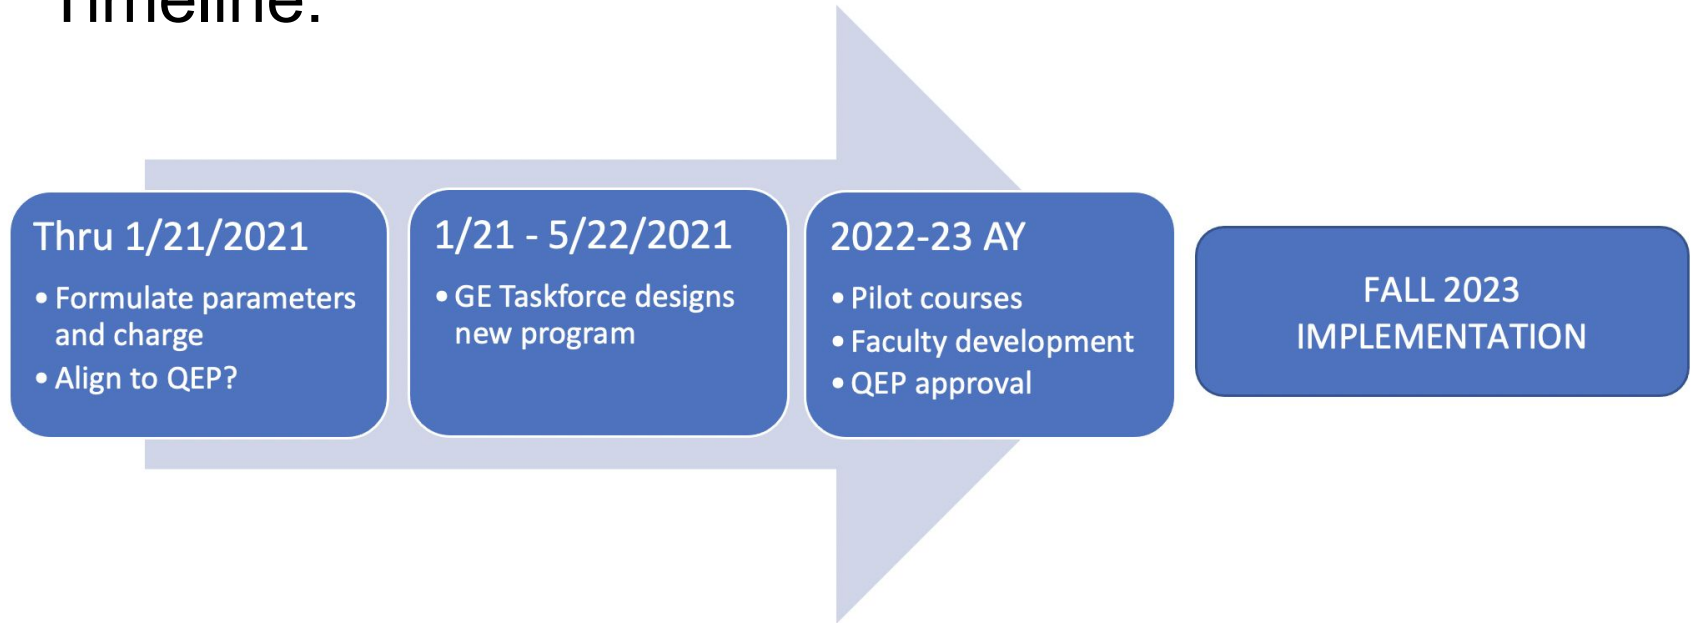 Timeline:
Thru 1/21/2021
• Formulate parameters
and charge
• Align to QEP?
1/21 - 5/22/2021
• GE Taskforce designs
new program
2022-23 AY
• Pilot courses
• Faculty development
• QEP approval
FALL 2023
IMPLEMENTATION